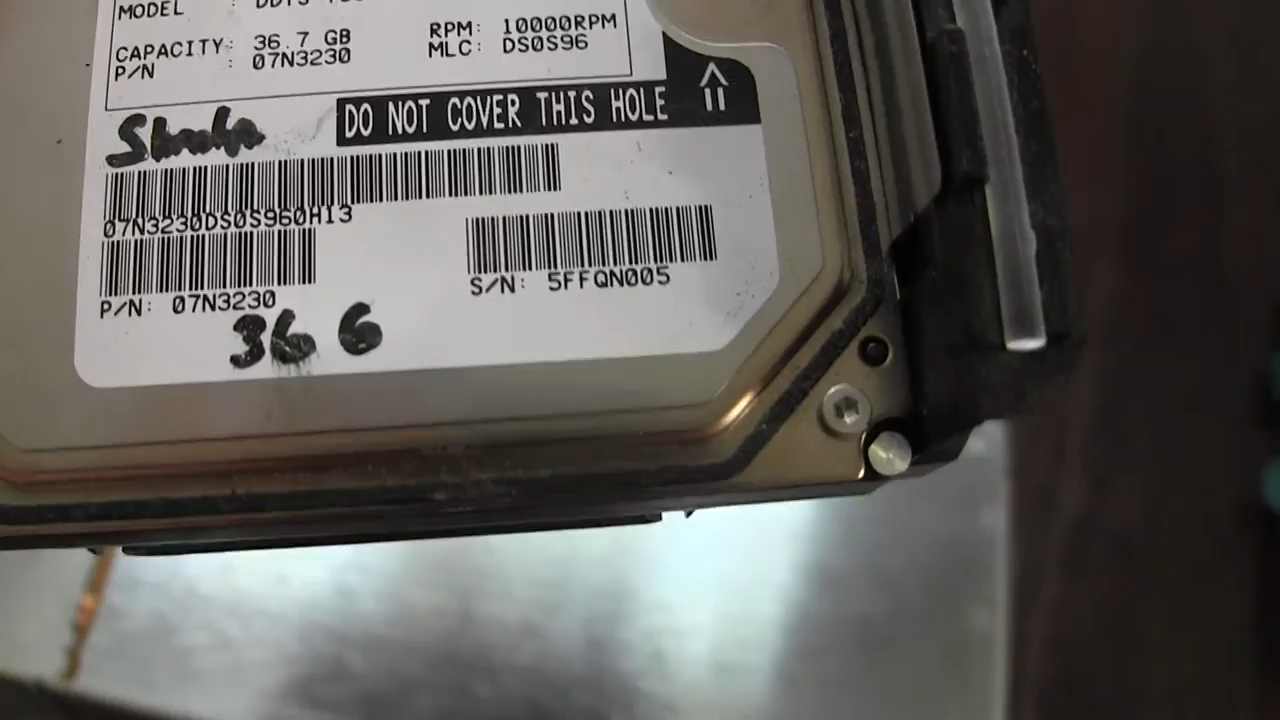 MODEL :
CAPACITY: 36.7 GB RPM: 10000RPM
P/N : 07N3230 MLC: DS0S96
DO NOT COVER THIS HOLE
07N3230DS0S960H13
P/N: 07N3230
S/N: 5FFQN005
36 6